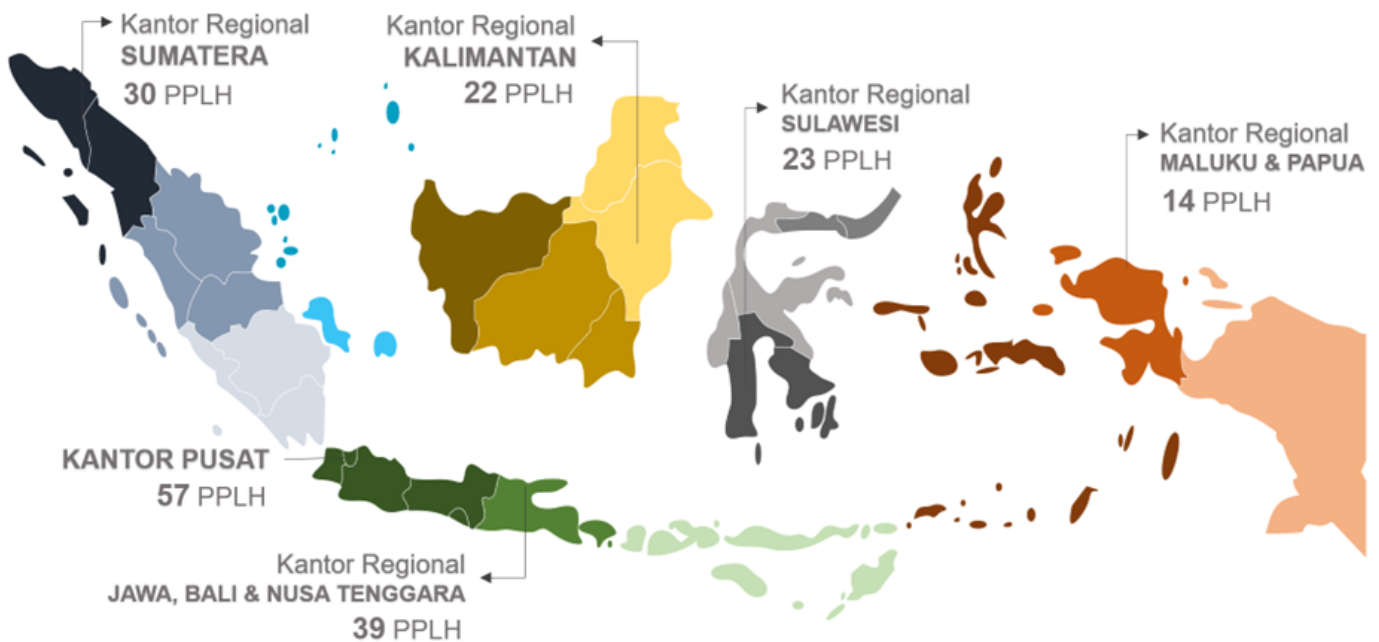 Kantor Regional
SUMATERA
30 PPLH
Kantor Regional
KALIMANTAN
22 PPLH
Kantor Regional
SULAWESI
23 PPLH
Kantor Regional
MALUKU & PAPUA
14 PPLH
KANTOR PUSAT
57 PPLH
Kantor Regional
JAWA, BALI & NUSA TENGGARA
39 PPLH